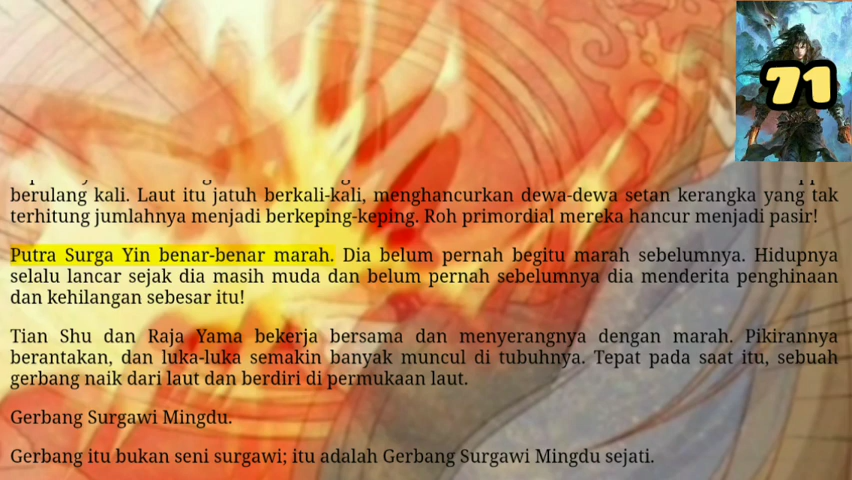 71
berulang kali. Laut itu jatuh berkali-kali, menghancurkan dewa-dewa setan kerangka yang tak
terhitung jumlahnya menjadi berkeping-keping. Roh primordial mereka hancur menjadi pasir!
Putra Surga Yin benar-benar marah. Dia belum pernah begitu marah sebelumnya. Hidupnya
selalu lancar sejak dia masih muda dan belum pernah sebelumnya dia menderita penghinaan
dan kehilangan sebesar itu!
Tian Shu dan Raja Yama bekerja bersama dan menyerangnya dengan marah. Pikirannya
berantakan, dan luka-luka semakin banyak muncul di tubuhnya. Tepat pada saat itu, sebuah
gerbang naik dari laut dan berdiri di permukaan laut.
Gerbang Surgawi Mingdu.
Gerbang itu bukan seni surgawi; itu adalah Gerbang Surgawi Mingdu sejati.